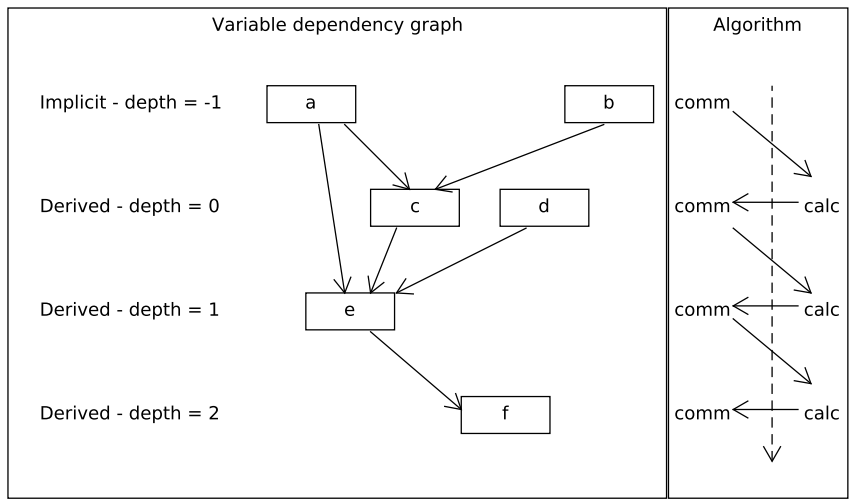 Variable dependency graph
Algorithm
Implicit - depth = -1
a
b
comm
Derived - depth = 0
c
d
comm
calc
Derived - depth = 1
e
comm
calc
Derived - depth = 2
f
comm
calc